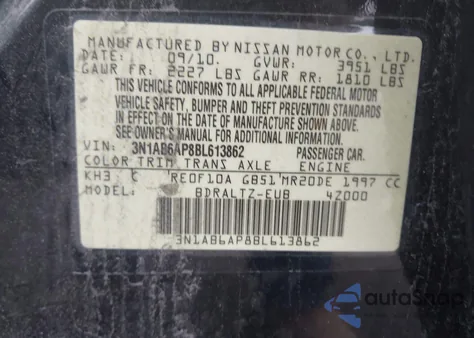 MANUFACTURED BY NISSAN MOTOR CO., LTD.
DATE: 09/10. GVWR: 3951 LBS
GAWR FR: 2227 LBS GAWR RR: 1810 LBS
THIS VEHICLE CONFORMS TO ALL APPLICABLE FEDERAL MOTOR
VEHICLE SAFETY, BUMPER AND THEFT PREVENTION STANDARDS
IN EFFECT ON THE DATE OF MANUFACTURE SHOWN ABOVE. SEE
OWNER'S MANUAL FOR ADDITIONAL INFORMATION.
VIN: 3N1AB6AP8BL613862 PASSENGER CAR.
COLOR TRIM TRANS AXLE ENGINE
KH3 C RE0F10A GB51 MR20DE 1997 CC
MODEL: BDRALTZ-EUB 4Z000
3N1AB6AP8BL613862
autoShop